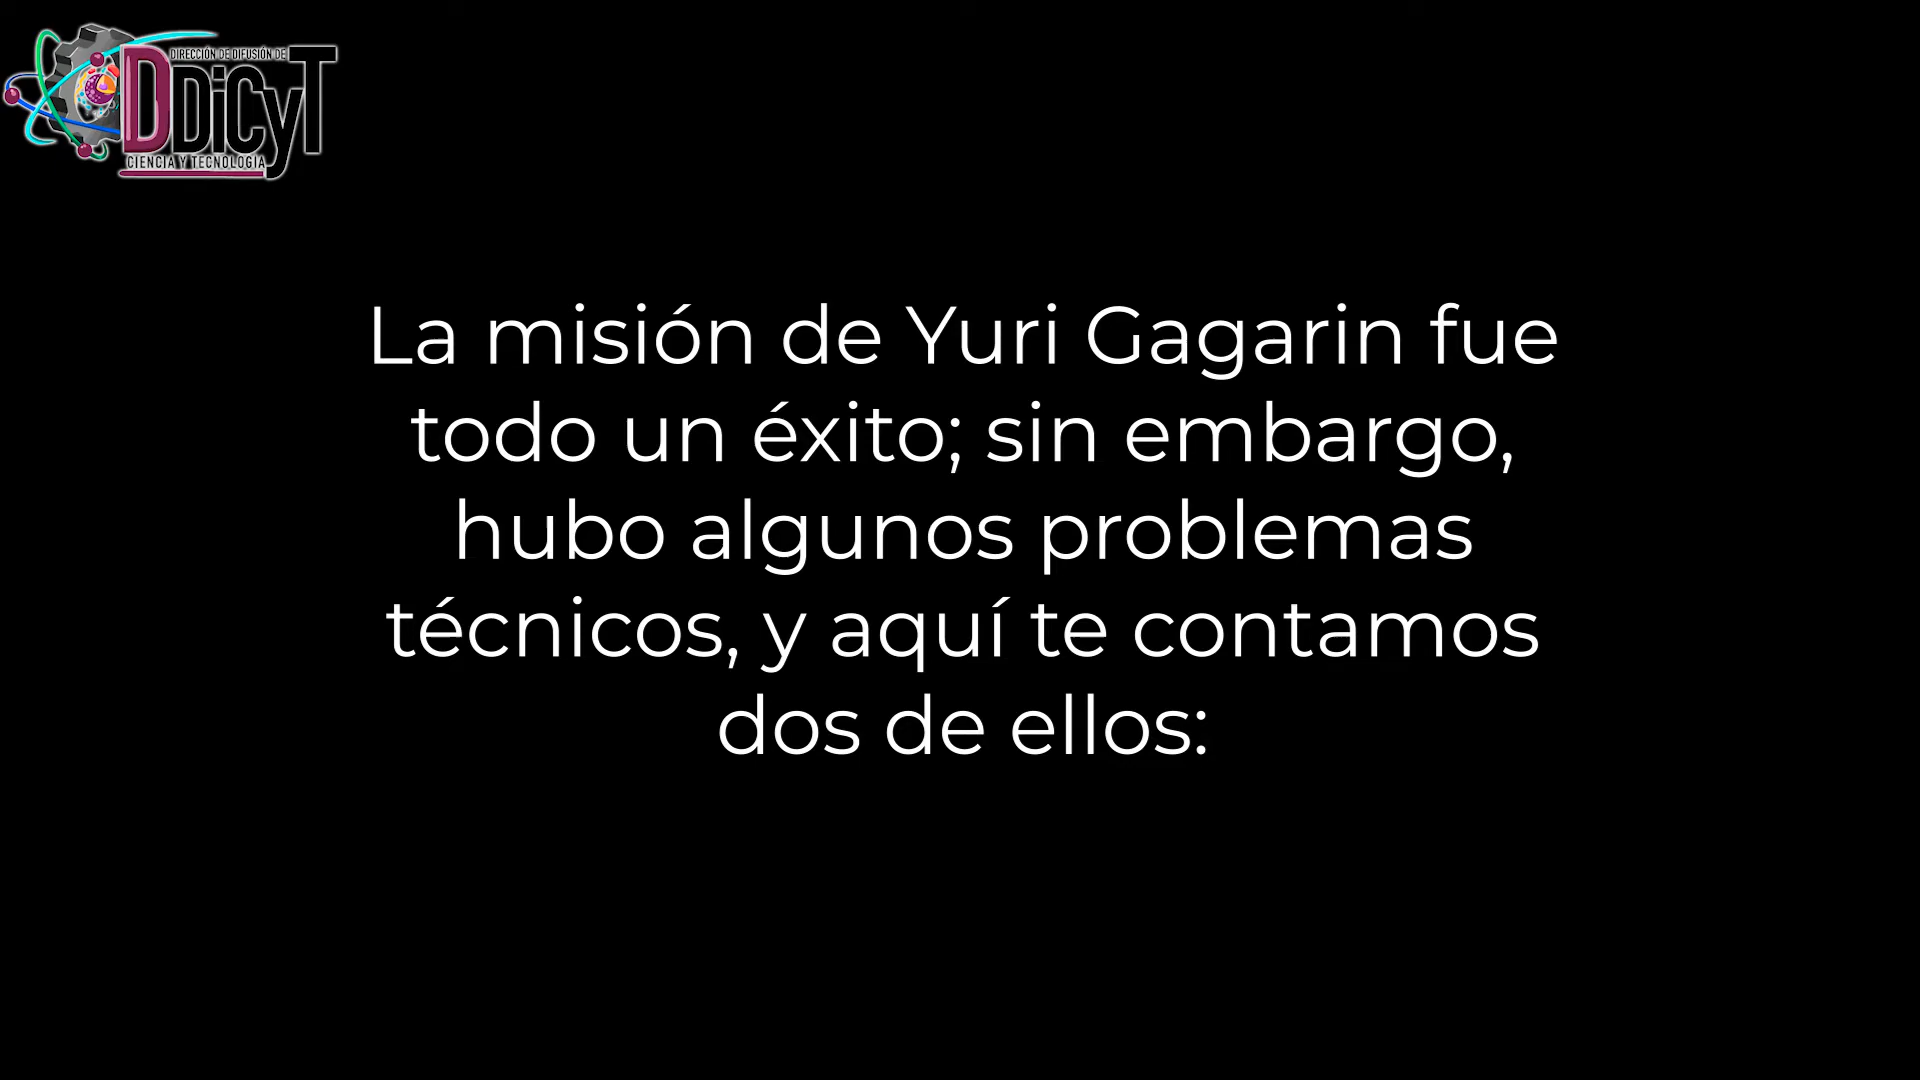 DIRECCIÓN DE DIFUSIÓN DE
DDiCyT
CIENCIA Y TECNOLOGÍA
La misión de Yuri Gagarin fue
todo un éxito; sin embargo,
hubo algunos problemas
técnicos, y aquí te contamos
dos de ellos: